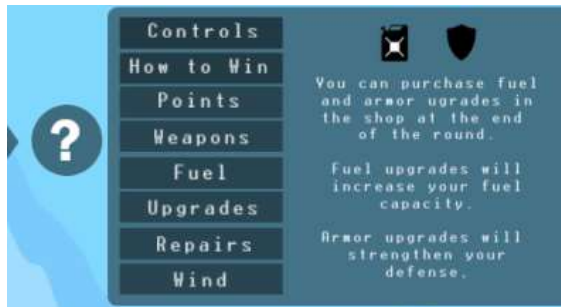 ?
Controls
How to Win
Points
Weapons
Fuel
Upgrades
Repairs
Wind
You can purchase fuel
and armor ugrades in
the shop at the end
of the round.
Fuel upgrades will
increase your fuel
capacity.
Armor upgrades will
strengthen your
defense.